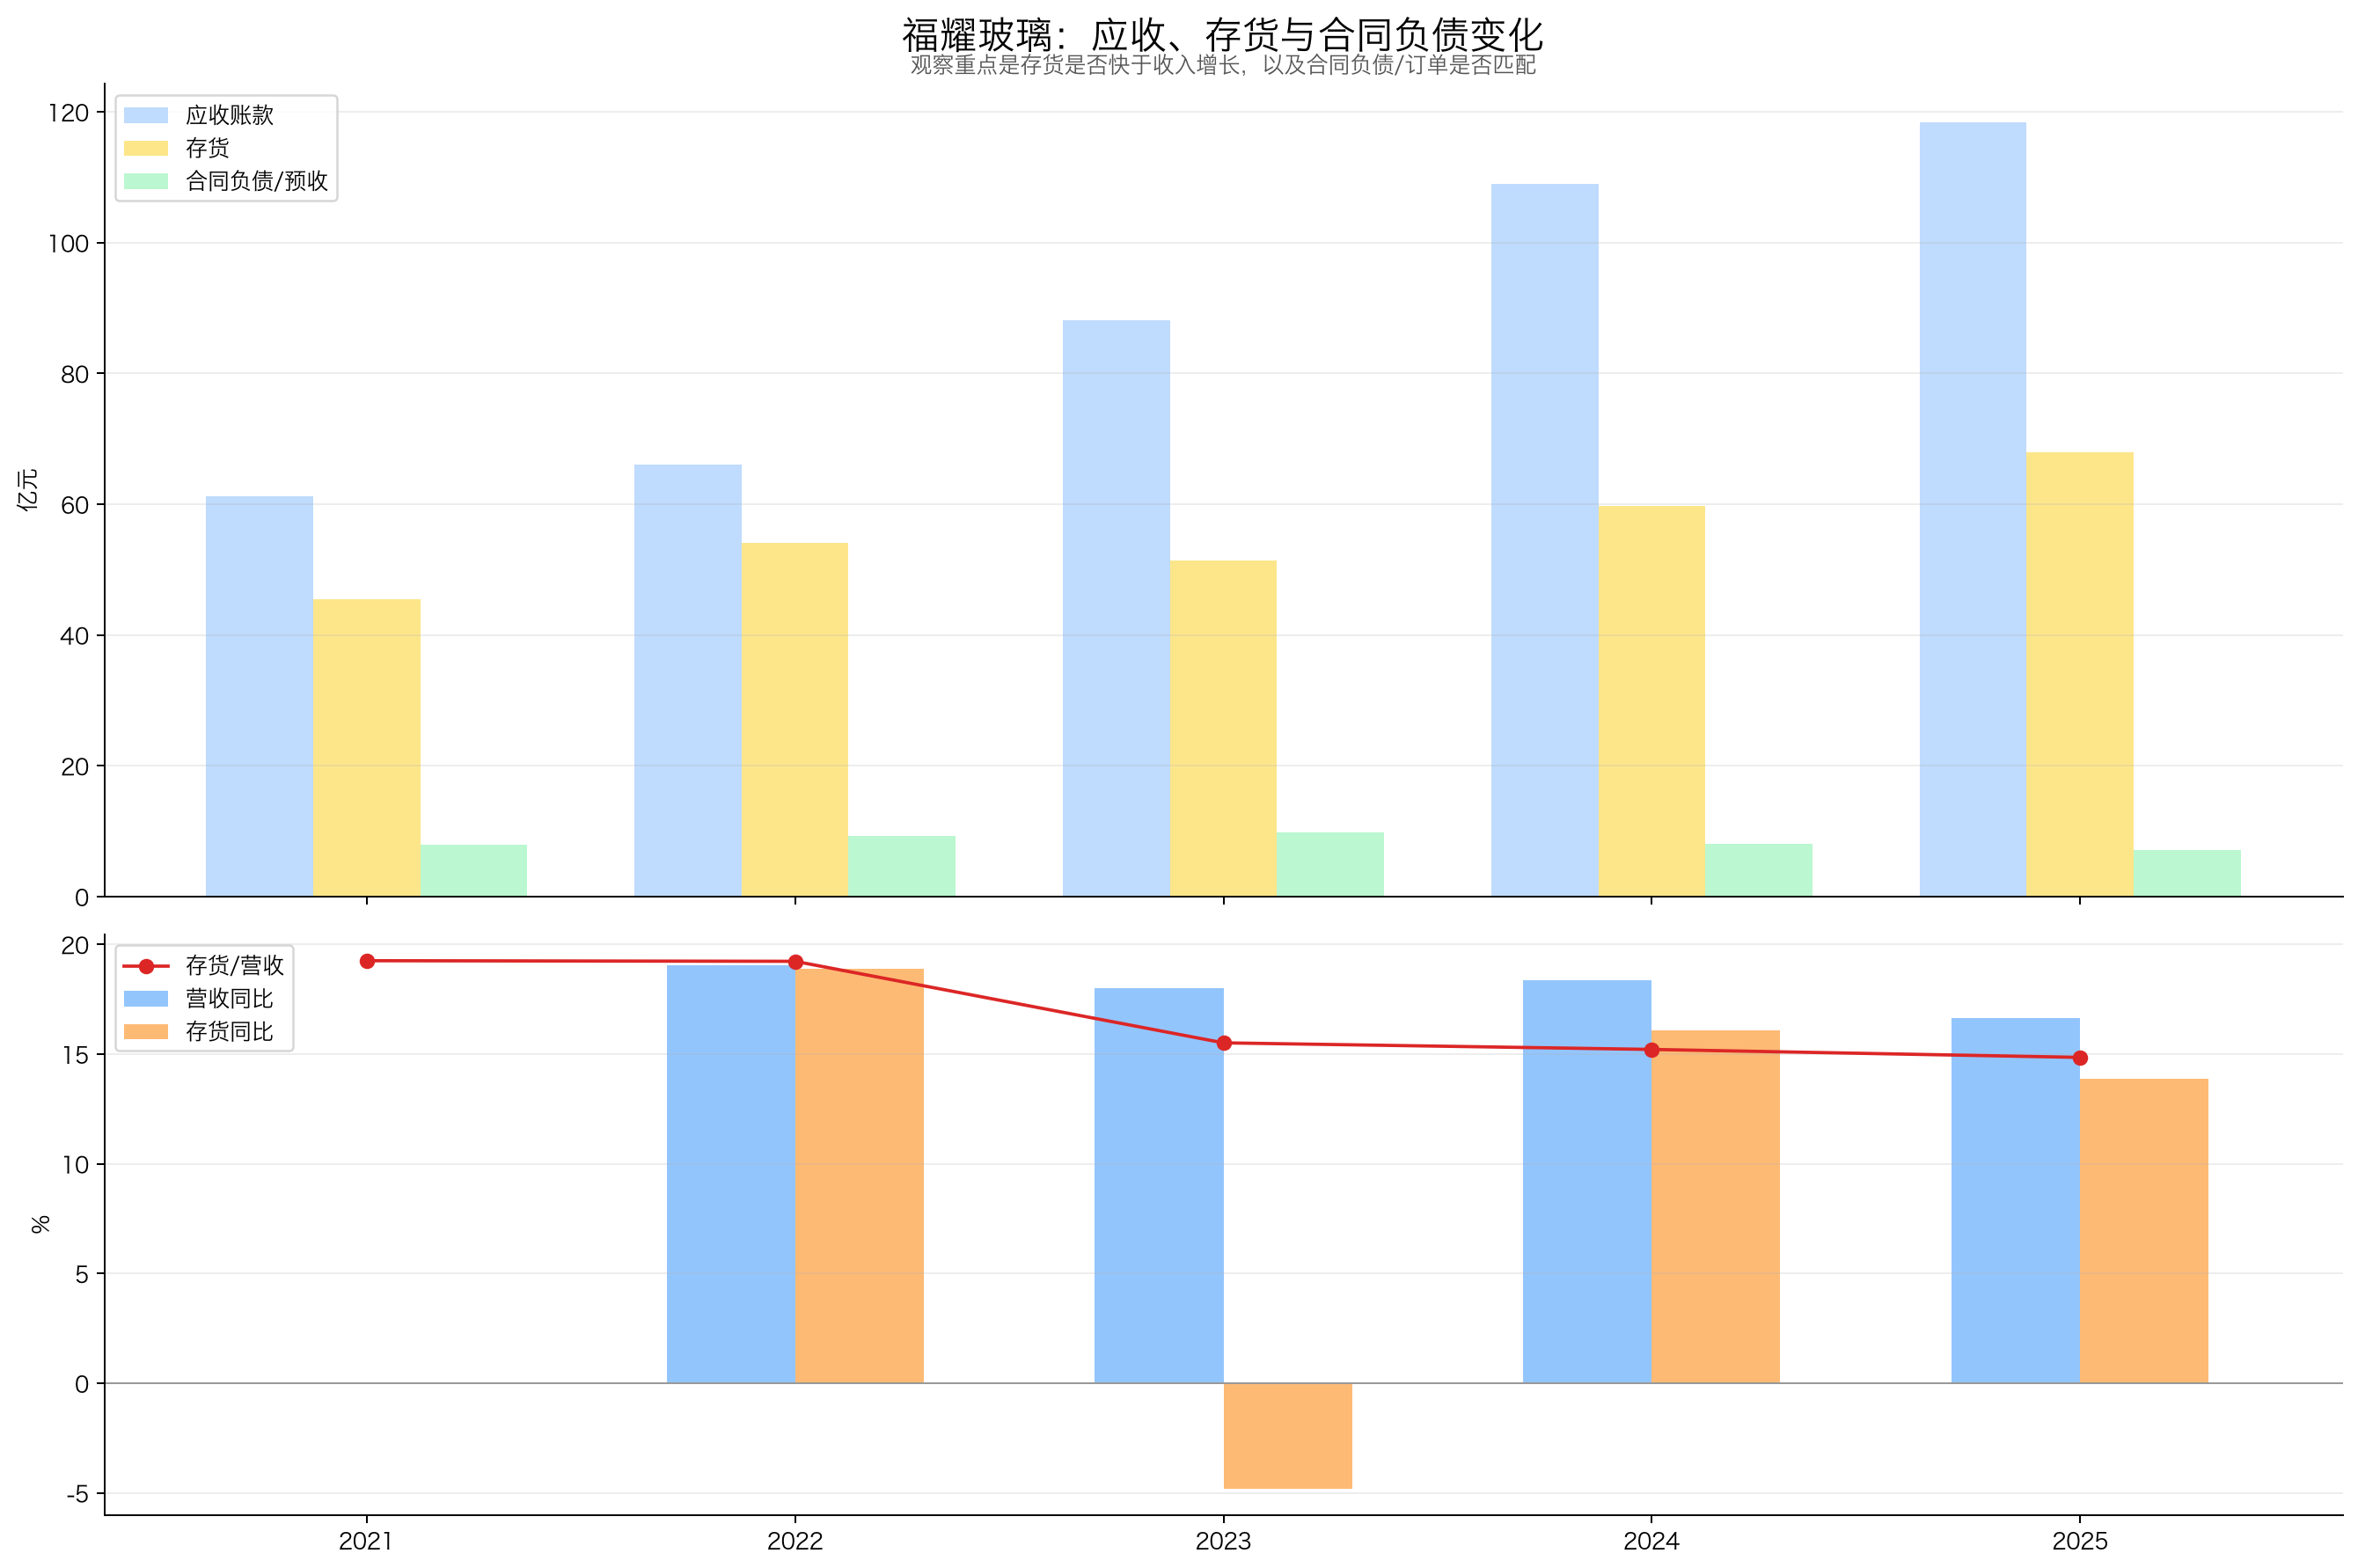 福耀玻璃：应收、存货与合同负债变化
观察重点是存货是否快于收入增长，以及合同负债/订单是否匹配
应收账款
存货
合同负债/预收
120
100
80
60
40
20
0
亿元
存货/营收
营收同比
存货同比
20
15
10
5
0
-5
%
2021
2022
2023
2024
2025